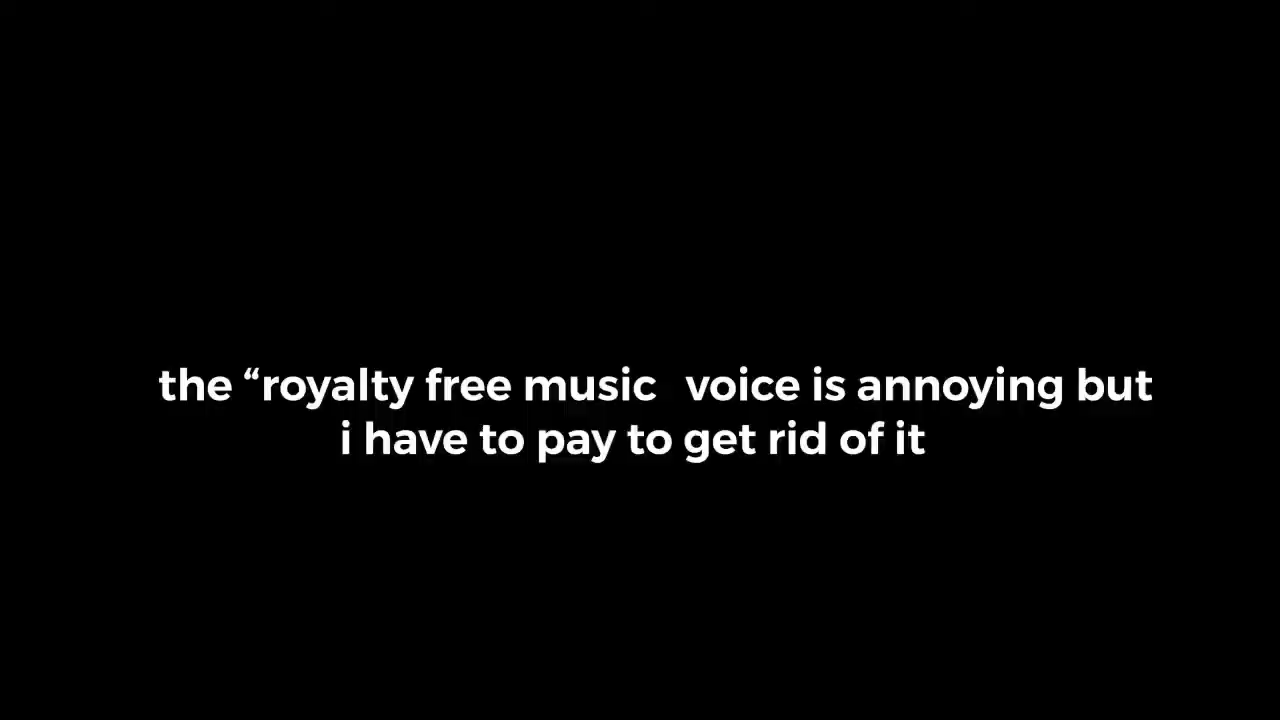 the “royalty free music voice is annoying but
i have to pay to get rid of it